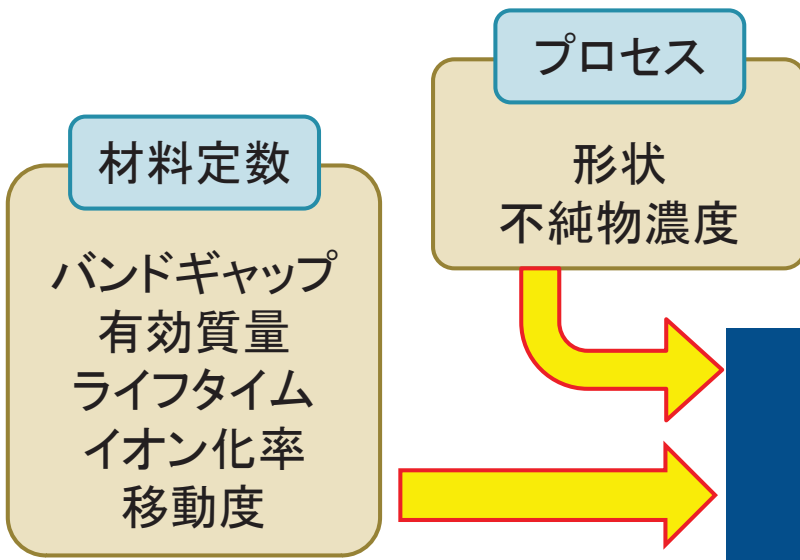 プロセス
形状
不純物濃度
材料定数
バンドギャップ
有効質量
ライフタイム
イオン化率
移動度